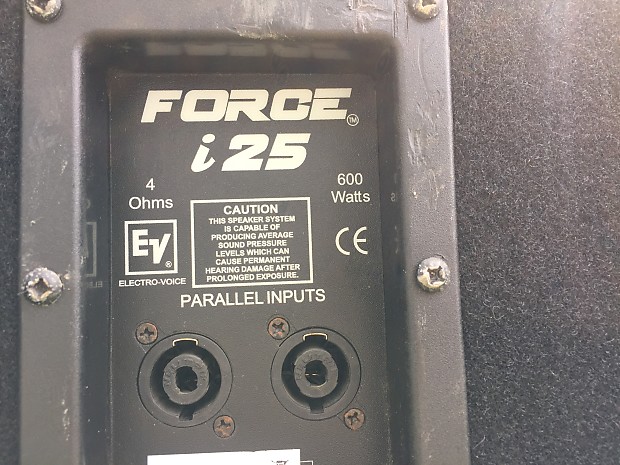 FORCE™
i 25
4
Ohms
600
Watts
CAUTION
THIS SPEAKER SYSTEM
IS CAPABLE OF
PRODUCING AVERAGE
SOUND PRESSURE
LEVELS WHICH CAN
CAUSE PERMANENT
HEARING DAMAGE AFTER
PROLONGED EXPOSURE.
EV®
ELECTRO-VOICE
CE
PARALLEL INPUTS